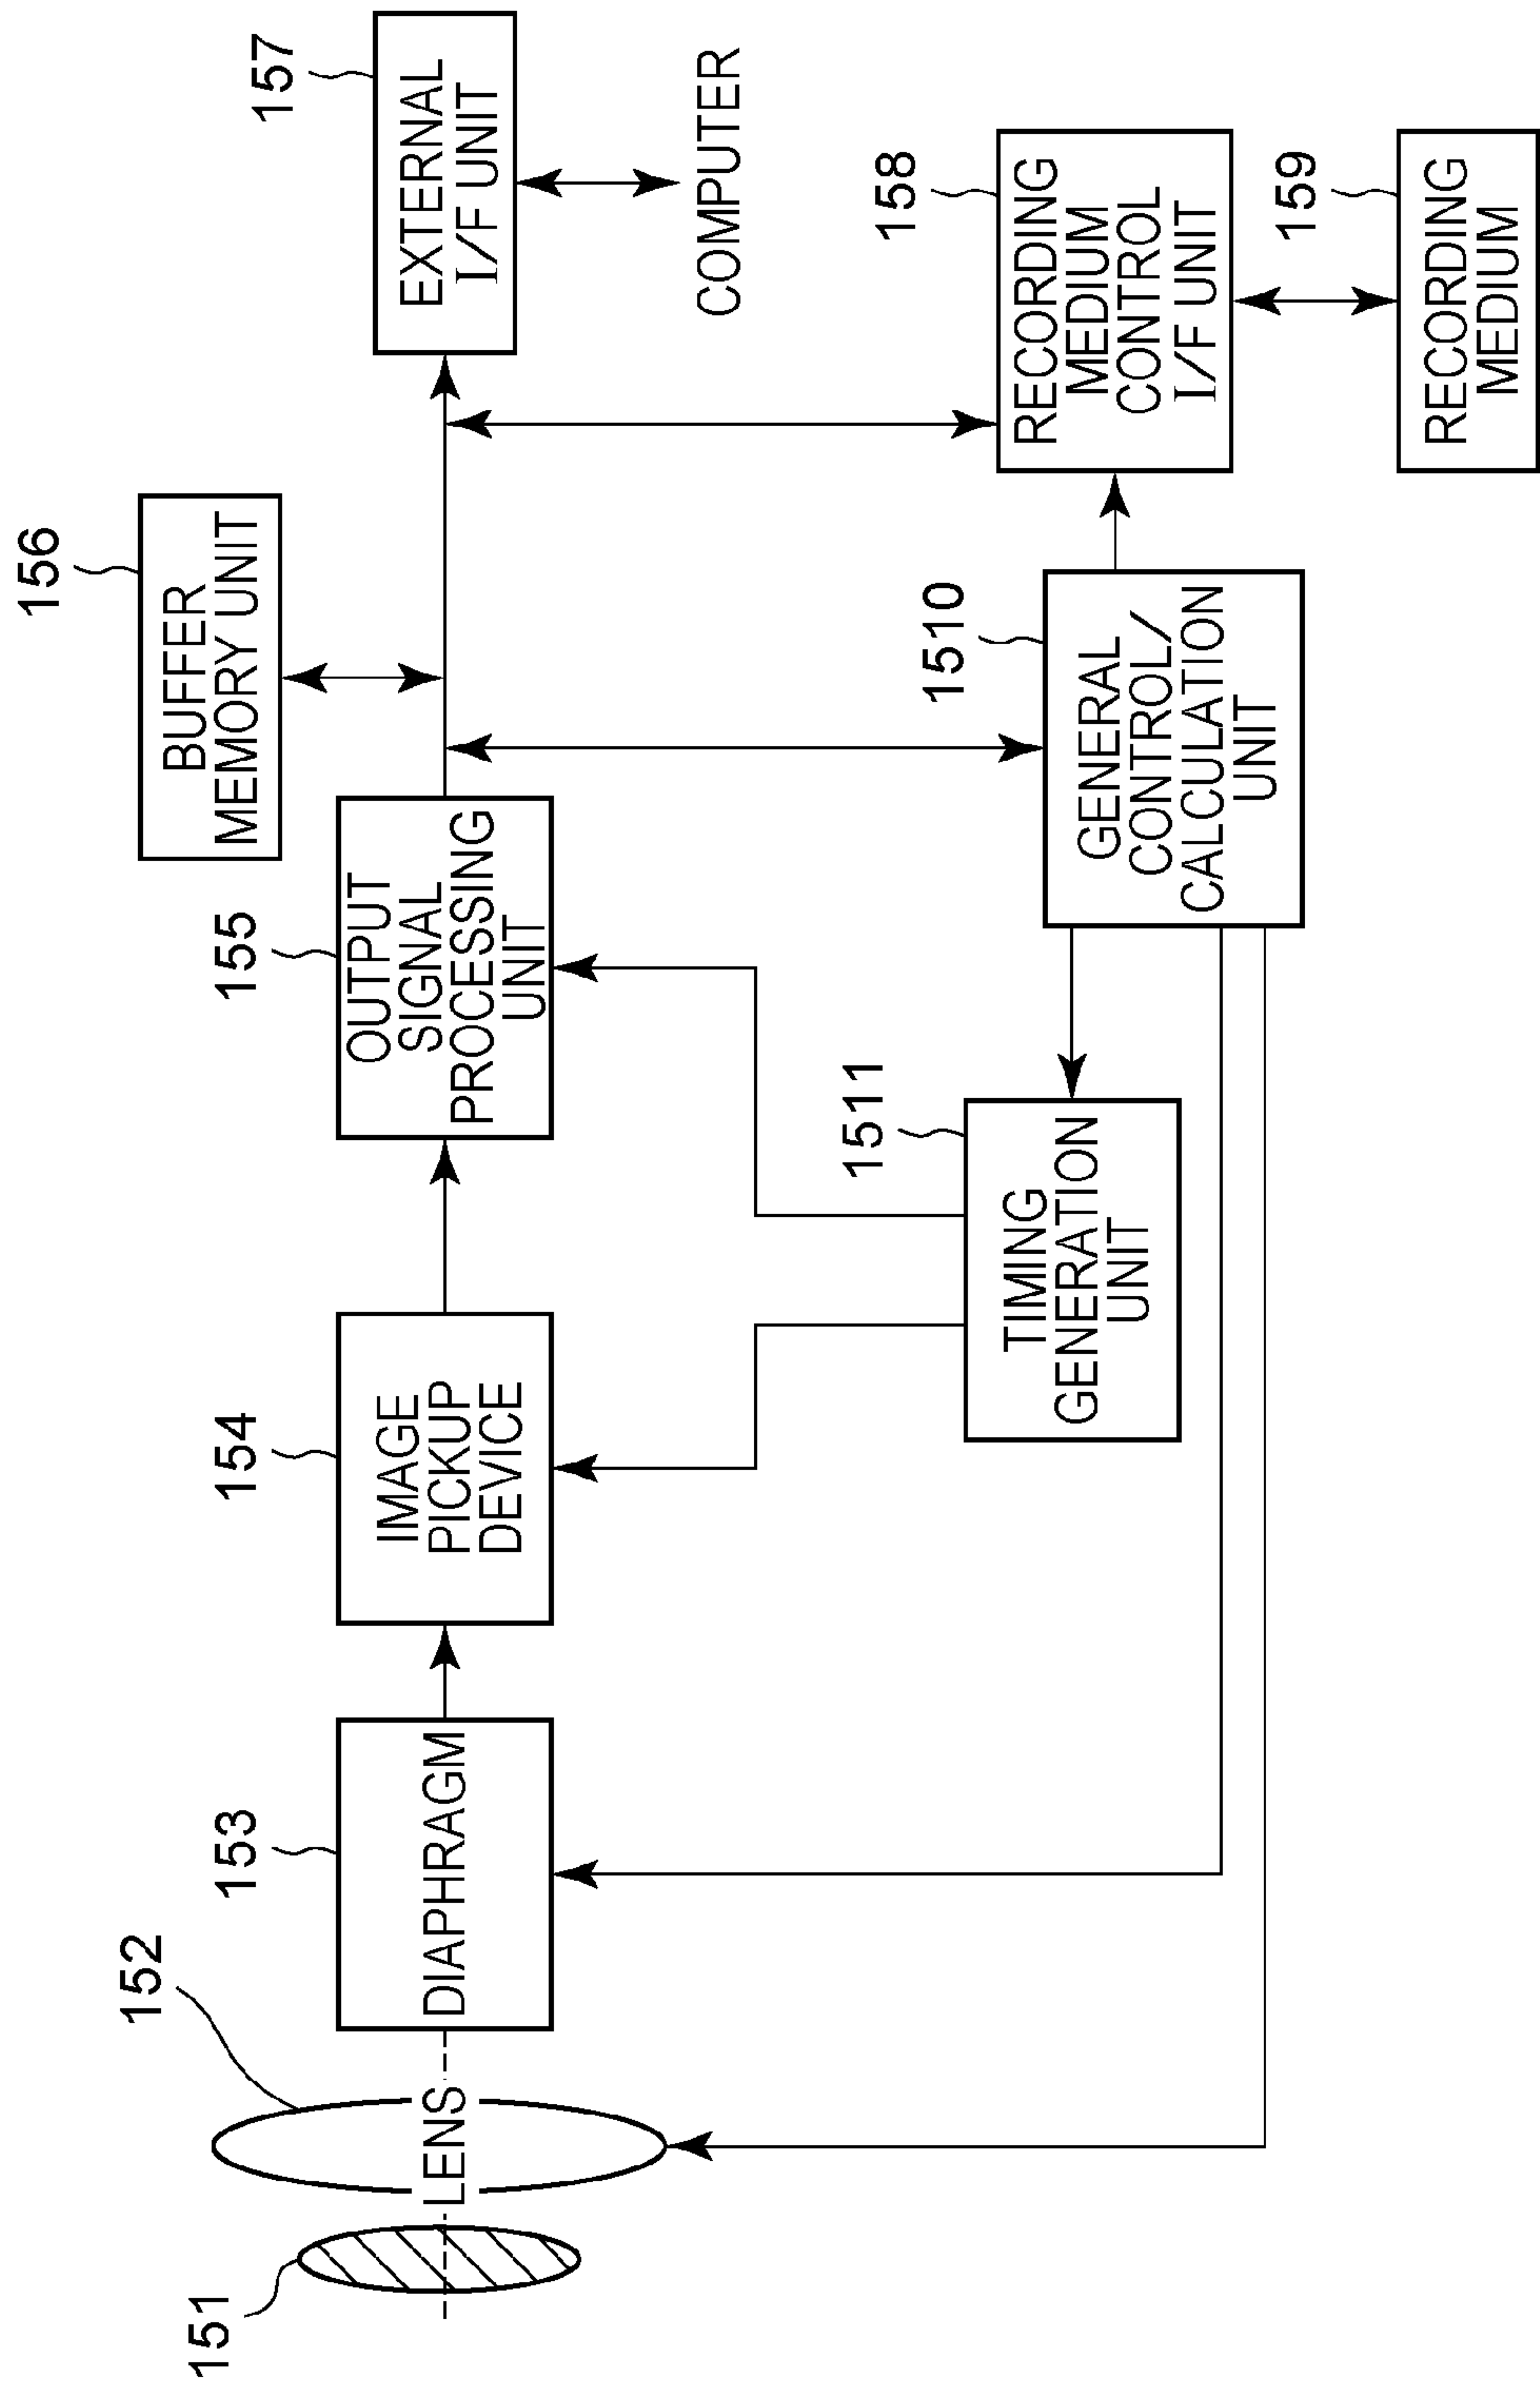 151
LENS
152
DIAPHRAGM
153
IMAGE
PICKUP
DEVICE
154
OUTPUT
SIGNAL
PROCESSING
UNIT
155
BUFFER
MEMORY UNIT
156
EXTERNAL
I/F UNIT
157
COMPUTER
TIMING
GENERATION
UNIT
1511
GENERAL
CONTROL/
CALCULATION
UNIT
1510
RECORDING
MEDIUM
CONTROL
I/F UNIT
158
RECORDING
MEDIUM
159